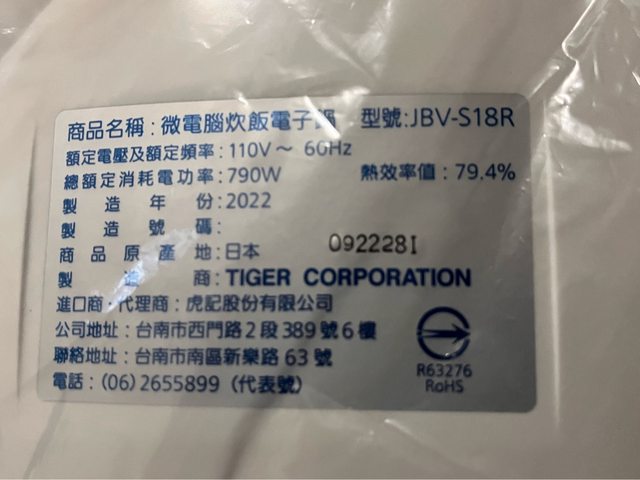 商品名稱:微電腦炊飯電子鍋 型號:JBV-S18R
額定電壓及額定頻率:110V～ 60Hz
總額定消耗電功率:790W 熱效率值:79.4%
製造年份:2022
製造號碼:
092228I
商品原產地:日本
製造商:TIGER CORPORATION
進口商·代理商:虎記股份有限公司
公司地址:台南市西門路2段389號6樓
聯絡地址:台南市南區新樂路63號
電話:(06)2655899 (代表號)
R63276
RoHS